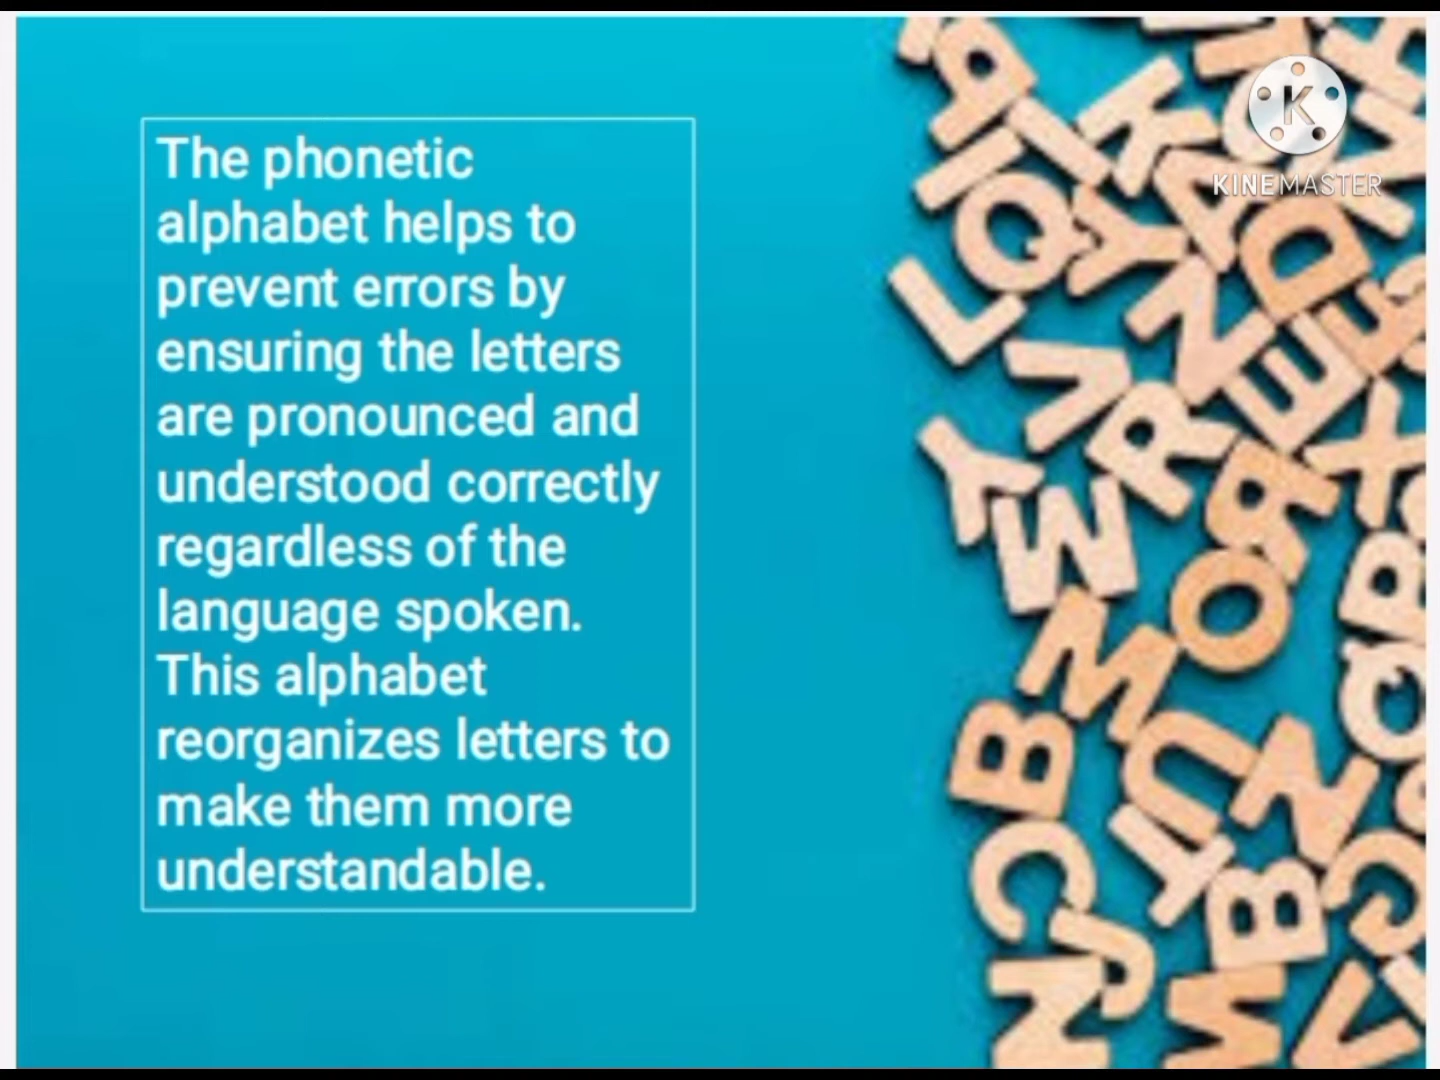 The phonetic
alphabet helps to
prevent errors by
ensuring the letters
are pronounced and
understood correctly
regardless of the
language spoken.
This alphabet
reorganizes letters to
make them more
understandable.
K
KINEMASTER